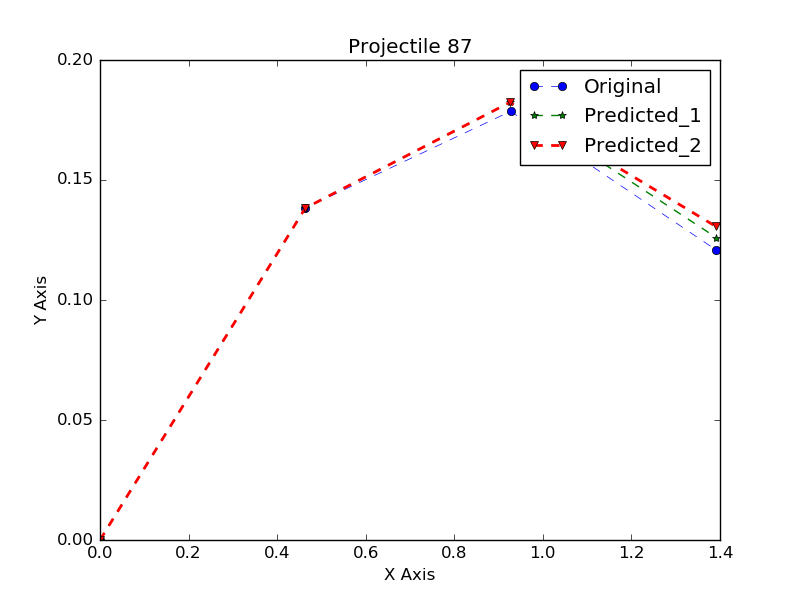 Projectile 87
Original
Predicted_1
Predicted_2
Y Axis
0.20
0.15
0.10
0.05
0.00
0.0 0.2 0.4 0.6 0.8 1.0 1.2 1.4
X Axis